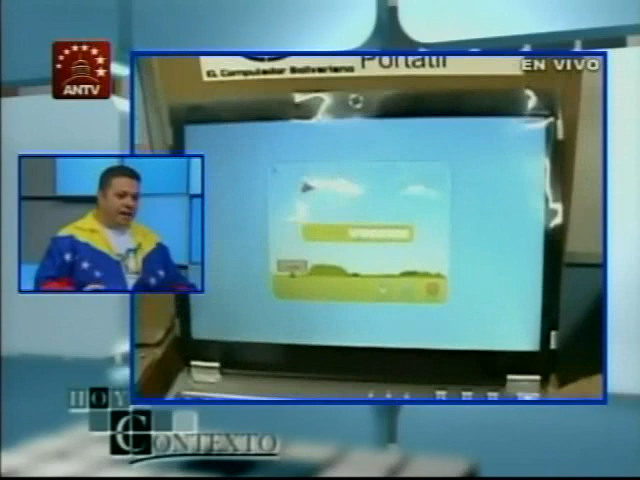 ANTV
EL Computador Bolivariano
Portátil
EN VIVO
HOY
CONTEXTO